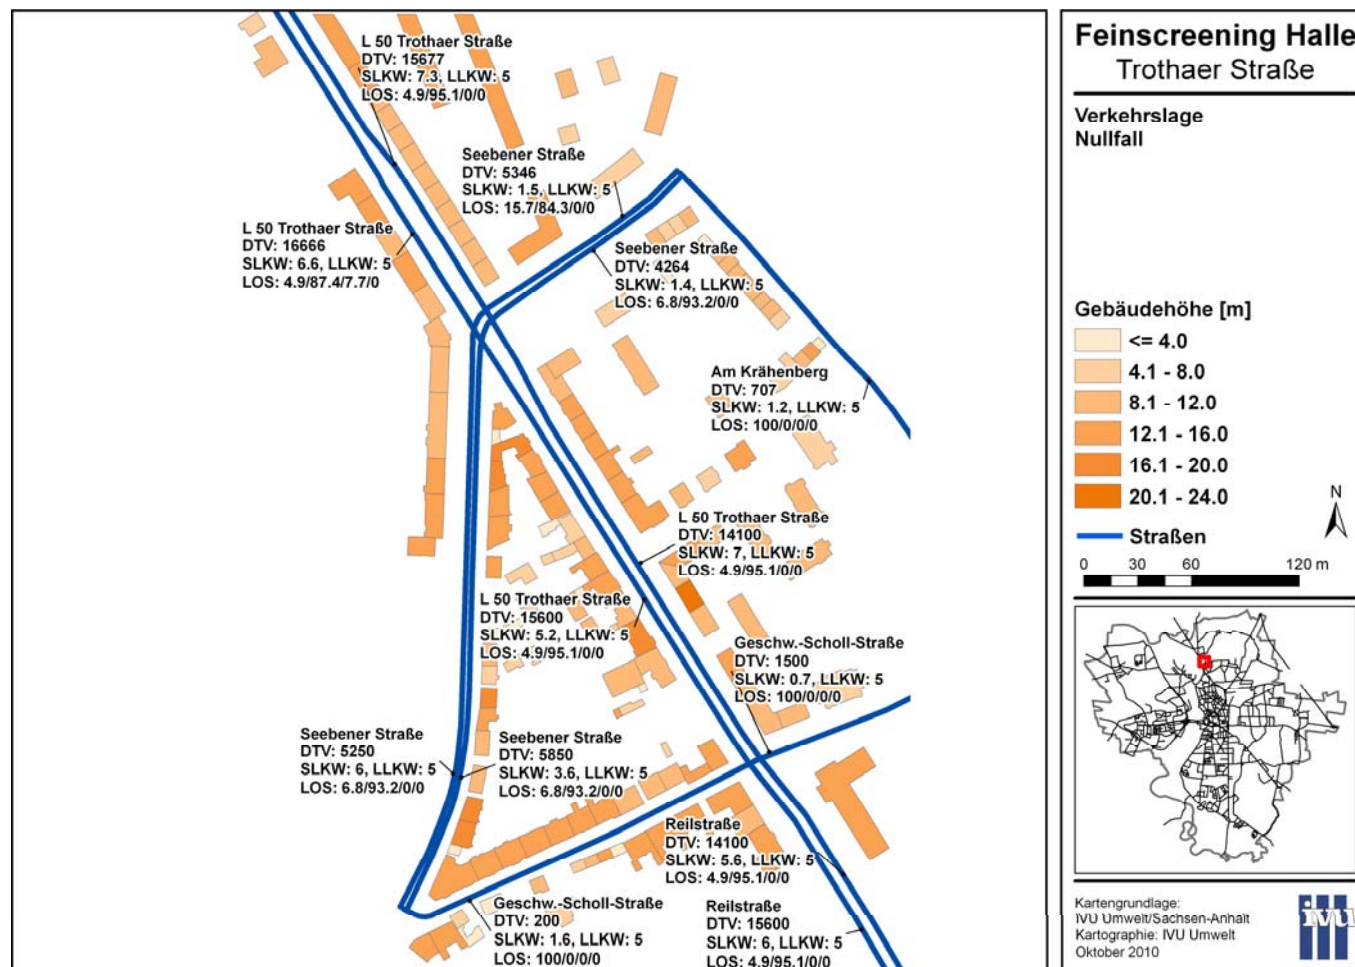 L 50 Trothaer Straße
DTV: 15677
SLKW: 7.3, LLKW: 5
LOS: 4.9/95.1/0/0
Seebener Straße
DTV: 5346
SLKW: 1.5, LLKW: 5
LOS: 15.7/84.3/0/0
L 50 Trothaer Straße
DTV: 16666
SLKW: 6.6, LLKW: 5
LOS: 4.9/87.4/7.7/0
Seebener Straße
DTV: 4264
SLKW: 1.4, LLKW: 5
LOS: 6.8/93.2/0/0
Am Krähenberg
DTV: 707
SLKW: 1.2, LLKW: 5
LOS: 100/0/0/0
L 50 Trothaer Straße
DTV: 14100
SLKW: 7, LLKW: 5
LOS: 4.9/95.1/0/0
L 50 Trothaer Straße
DTV: 15600
SLKW: 5.2, LLKW: 5
LOS: 4.9/95.1/0/0
Geschw.-Scholl-Straße
DTV: 1500
SLKW: 0.7, LLKW: 5
LOS: 100/0/0/0
Seebener Straße
DTV: 5250
SLKW: 6, LLKW: 5
LOS: 6.8/93.2/0/0
Seebener Straße
DTV: 5850
SLKW: 3.6, LLKW: 5
LOS: 6.8/93.2/0/0
Reilstraße
DTV: 14100
SLKW: 5.6, LLKW: 5
LOS: 4.9/95.1/0/0
Geschw.-Scholl-Straße
DTV: 200
SLKW: 1.6, LLKW: 5
LOS: 100/0/0/0
Reilstraße
DTV: 15600
SLKW: 6, LLKW: 5
LOS: 4.9/95.1/0/0
Feinscreening Halle
Trothaer Straße
Verkehrslage
Nullfall
Gebäudehöhe [m]
<= 4.0
4.1 - 8.0
8.1 - 12.0
12.1 - 16.0
16.1 - 20.0
20.1 - 24.0
Straßen
N
0 30 60 120 m
Kartengrundlage:
IVU Umwelt/Sachsen-Anhalt
Kartographie: IVU Umwelt
Oktober 2010
ivu